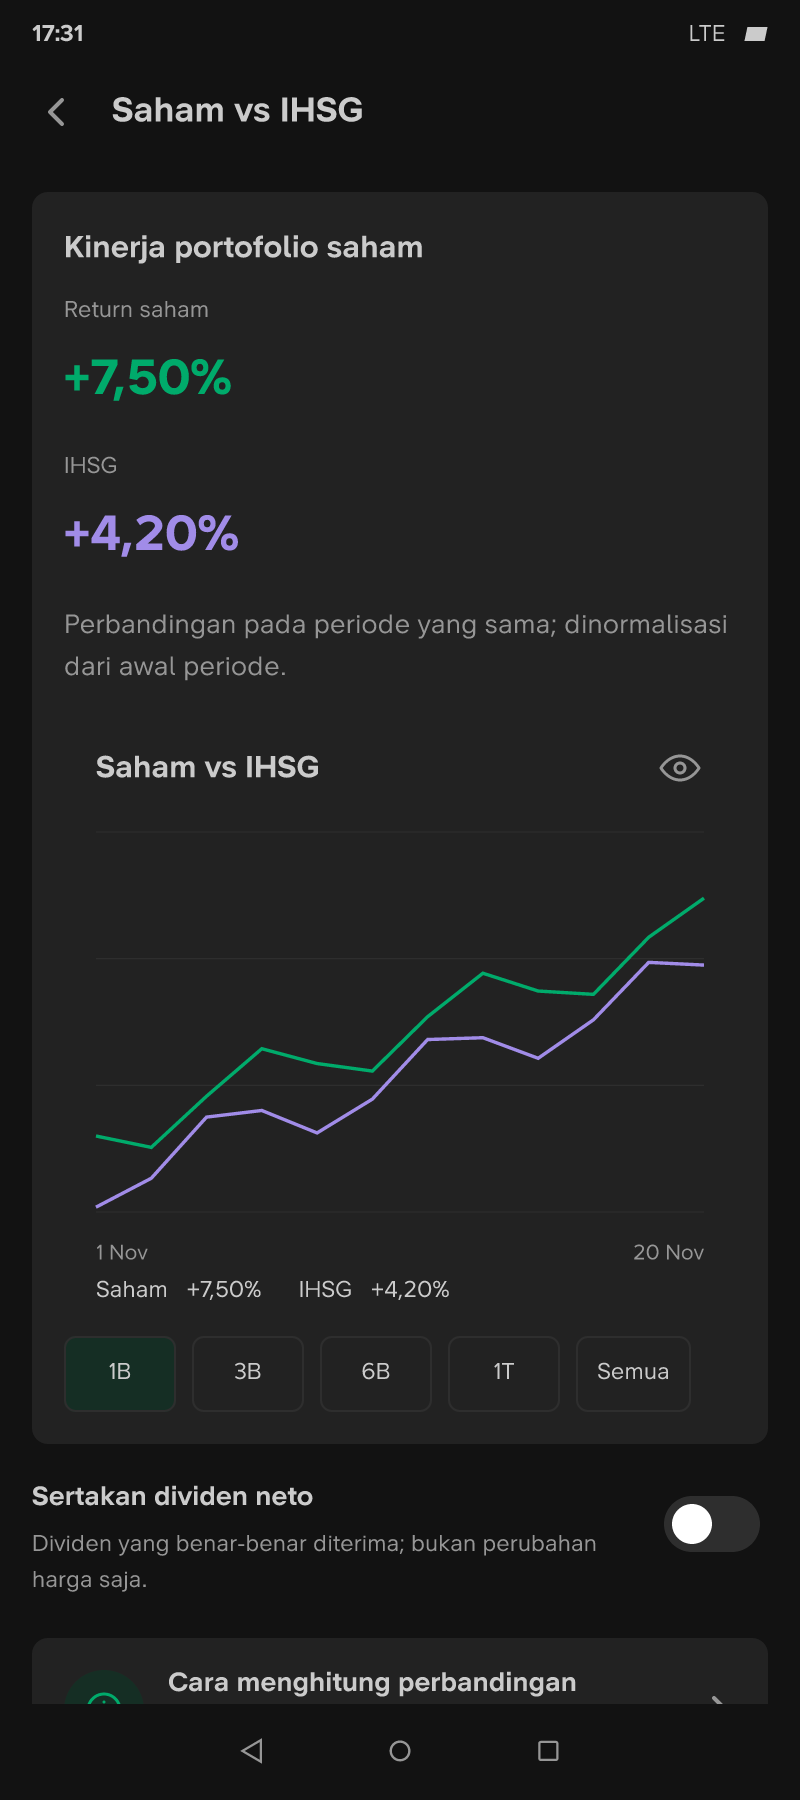 17:31
LTE
Saham vs IHSG
Kinerja portofolio saham
Return saham
+7,50%
IHSG
+4,20%
Perbandingan pada periode yang sama; dinormalisasi
dari awal periode.
Saham vs IHSG
1 Nov
20 Nov
Saham +7,50% IHSG +4,20%
1B
3B
6B
1T
Semua
Sertakan dividen neto
Dividen yang benar-benar diterima; bukan perubahan
harga saja.
Cara menghitung perbandingan